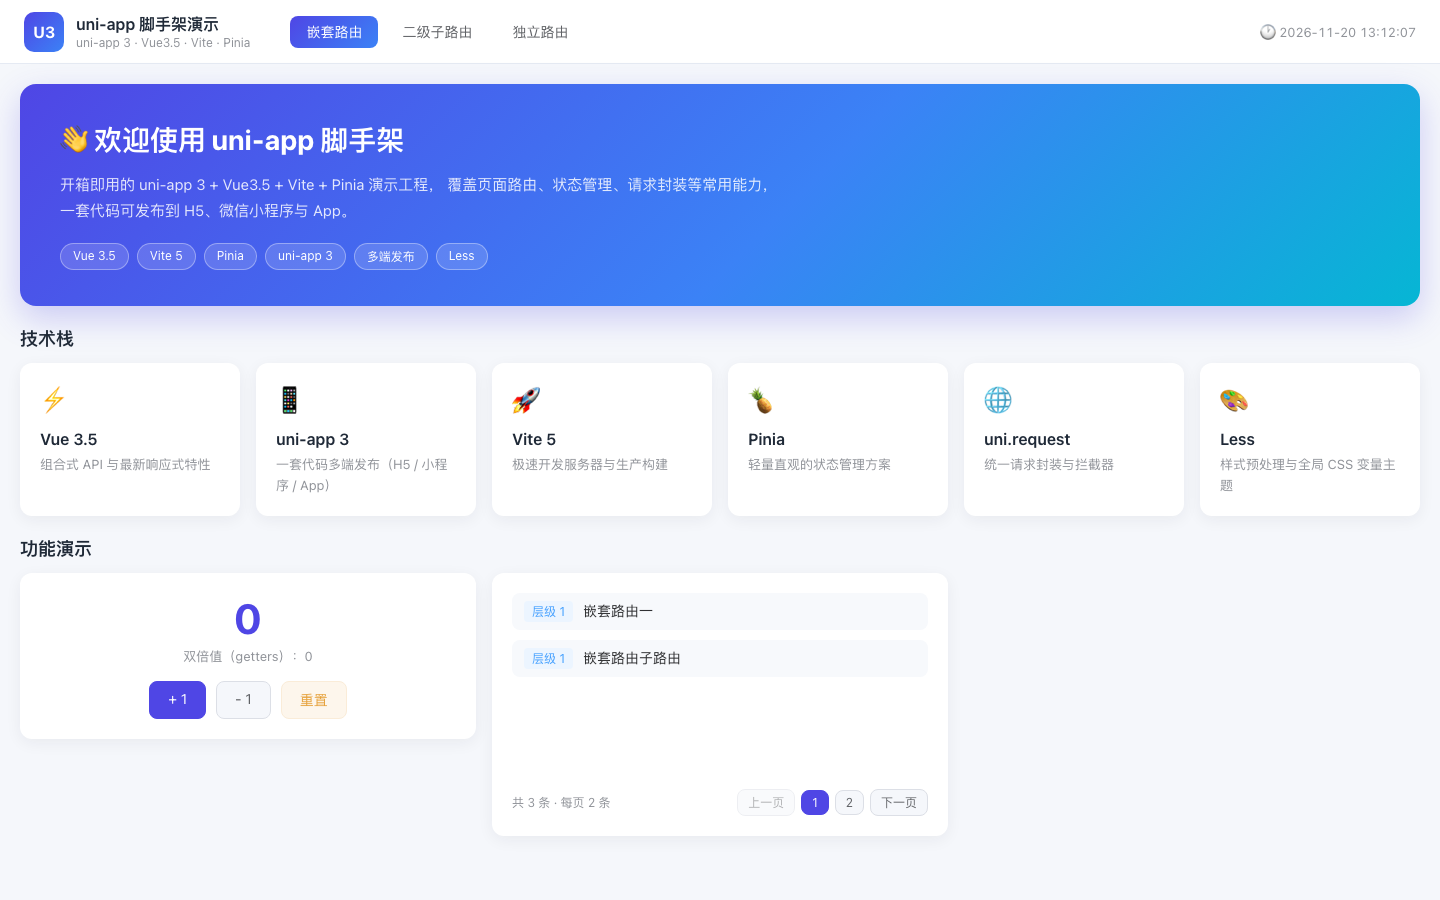 U3
uni-app 脚手架演示
uni-app 3 · Vue3.5 · Vite · Pinia
嵌套路由
二级子路由
独立路由
2026-11-20 13:12:07
欢迎使用 uni-app 脚手架
开箱即用的 uni-app 3 + Vue3.5 + Vite + Pinia 演示工程， 覆盖页面路由、状态管理、请求封装等常用能力，
一套代码可发布到 H5、微信小程序与 App。
Vue 3.5
Vite 5
Pinia
uni-app 3
多端发布
Less
技术栈
Vue 3.5
组合式 API 与最新响应式特性
uni-app 3
一套代码多端发布（H5 / 小程
序 / App）
Vite 5
极速开发服务器与生产构建
Pinia
轻量直观的状态管理方案
uni.request
统一请求封装与拦截器
Less
样式预处理与全局 CSS 变量主
题
功能演示
0
双倍值（getters）：0
+ 1
- 1
重置
层级 1 嵌套路由一
层级 1 嵌套路由子路由
共 3 条 · 每页 2 条
上一页
1
2
下一页